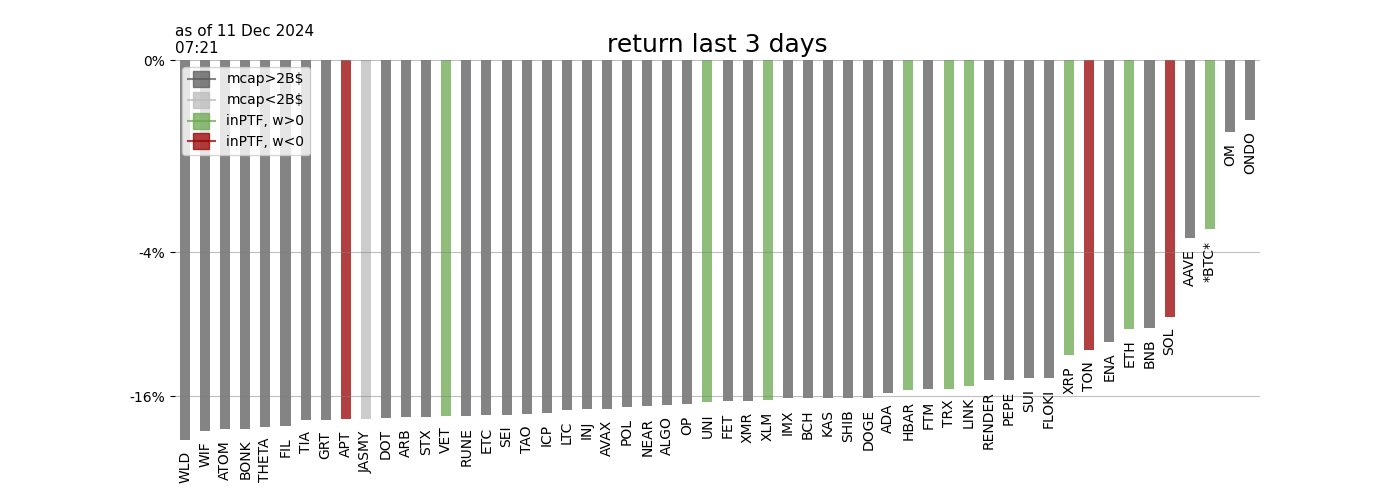 as of 11 Dec 2024
07:21
return last 3 days
0%
-4%
-16%
mcap>2B$
mcap<2B$
inPTF, w>0
inPTF, w<0
WLD
WIF
ATOM
BONK
THETA
FIL
TIA
GRT
APT
JASMY
DOT
ARB
STX
VET
RUNE
ETC
SEI
TAO
ICP
LTC
INJ
AVAX
POL
NEAR
ALGO
OP
UNI
FET
XMR
XLM
IMX
BCH
KAS
SHIB
DOGE
ADA
HBAR
FTM
TRX
LINK
RENDER
PEPE
SUI
FLOKI
XRP
TON
ENA
ETH
BNB
SOL
AAVE
*BTC*
OM
ONDO